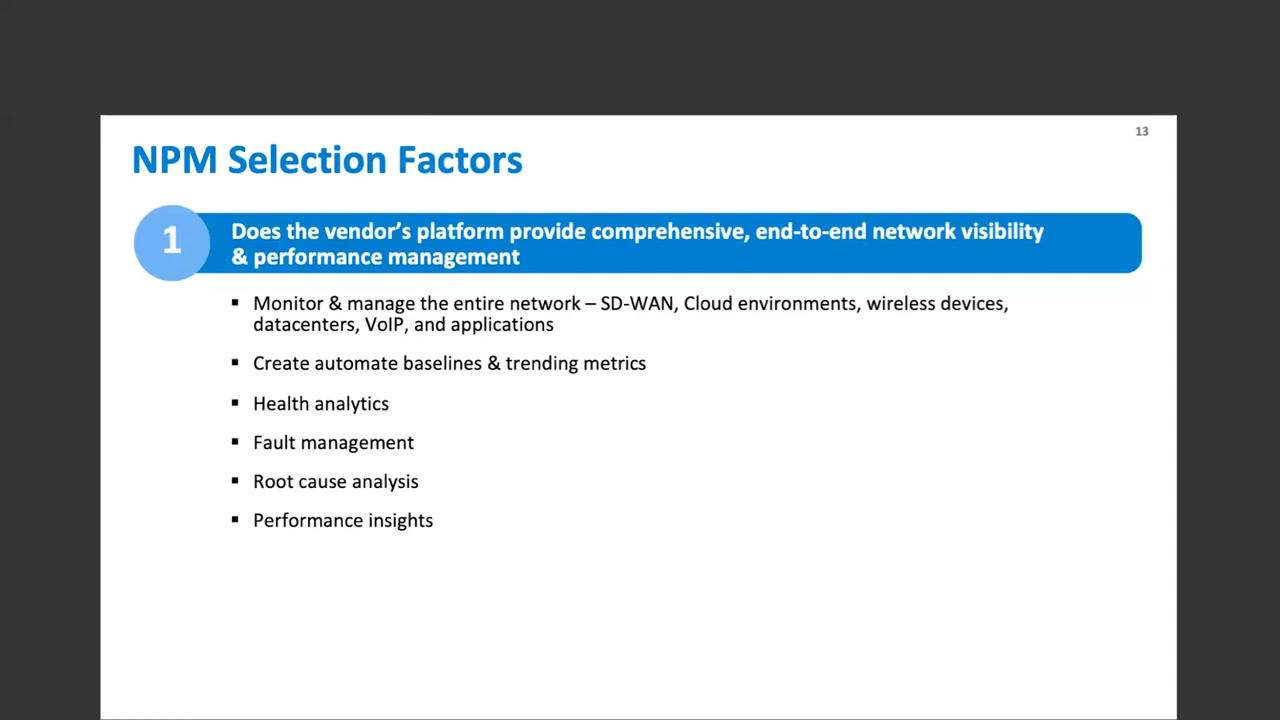 13
NPM Selection Factors
1
Does the vendor's platform provide comprehensive, end-to-end network visibility
& performance management
▪ Monitor & manage the entire network – SD-WAN, Cloud environments, wireless devices,
datacenters, VoIP, and applications
▪ Create automate baselines & trending metrics
▪ Health analytics
▪ Fault management
▪ Root cause analysis
▪ Performance insights